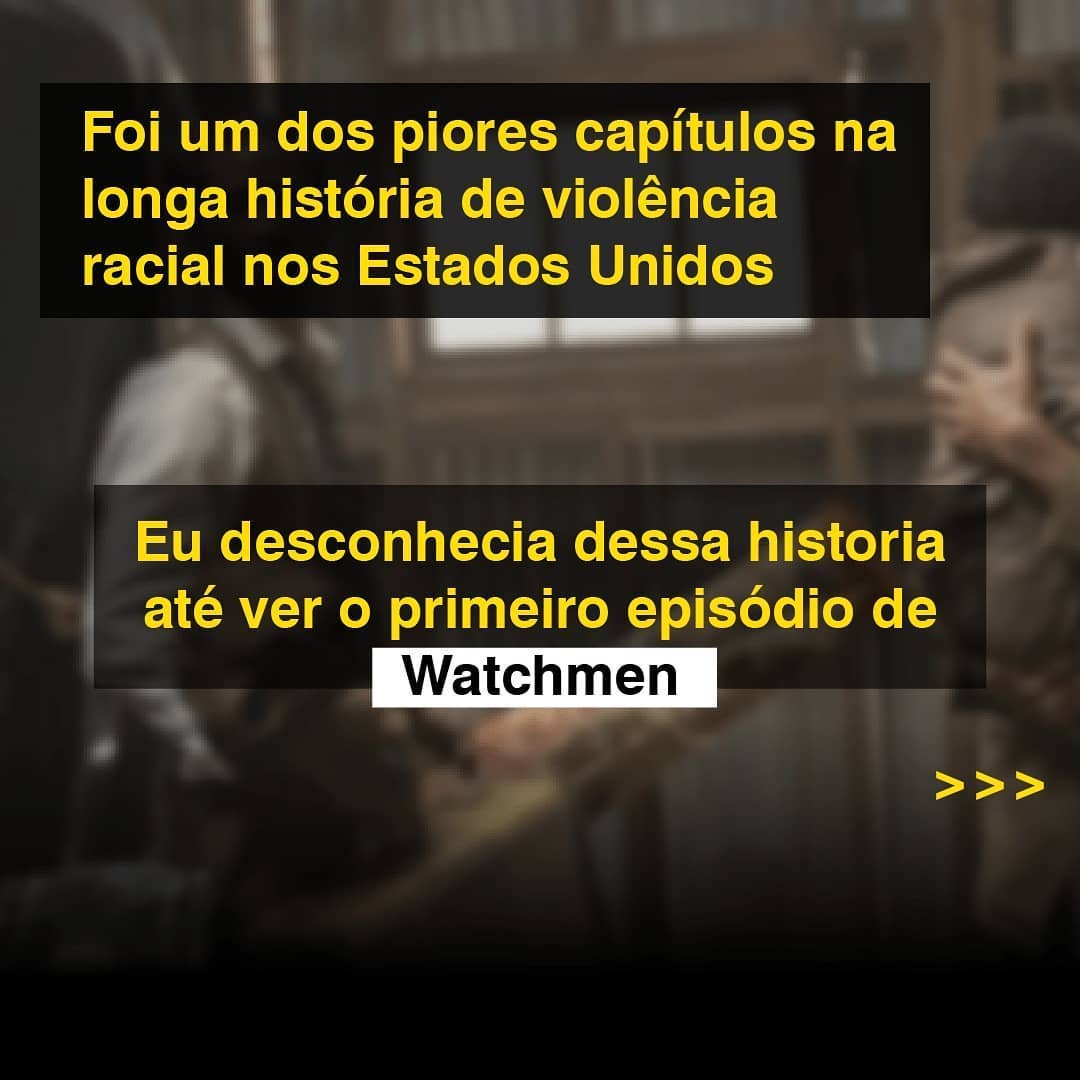 Foi um dos piores capítulos na
longa história de violência
racial nos Estados Unidos
Eu desconhecia dessa historia
até ver o primeiro episódio de
Watchmen
>>>